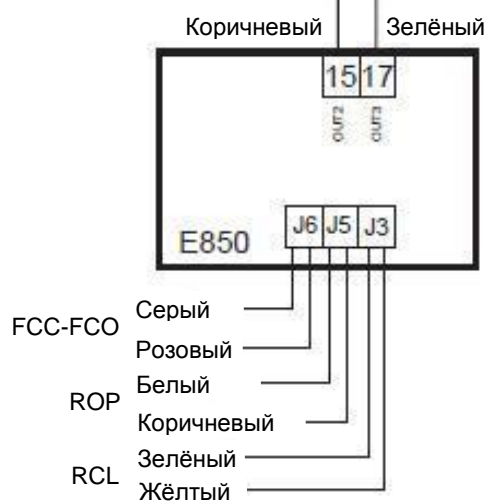 Коричневый Зелёный
15 17
OUT2 OUT3
J6 J5 J3
E850
Серый
FCC-FCO
Розовый
Белый
ROP
Коричневый
Зелёный
RCL
Жёлтый